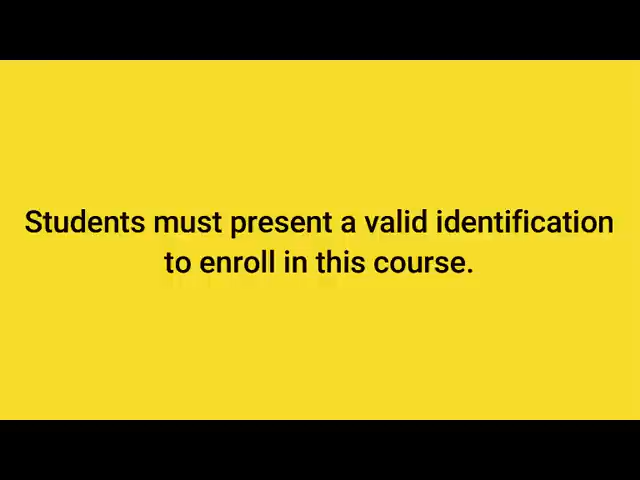 Students must present a valid identification
to enroll in this course.